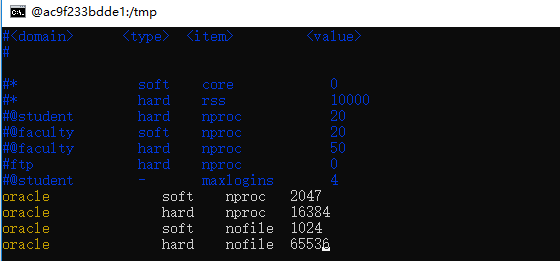 @ac9f233bdde1:/tmp
#<domain> <type> <item> <value>
#
#* soft core 0
#* hard rss 10000
#@student hard nproc 20
#@faculty soft nproc 20
#@faculty hard nproc 50
#ftp hard nproc 0
#@student - maxlogins 4
oracle soft nproc 2047
oracle hard nproc 16384
oracle soft nofile 1024
oracle hard nofile 65536